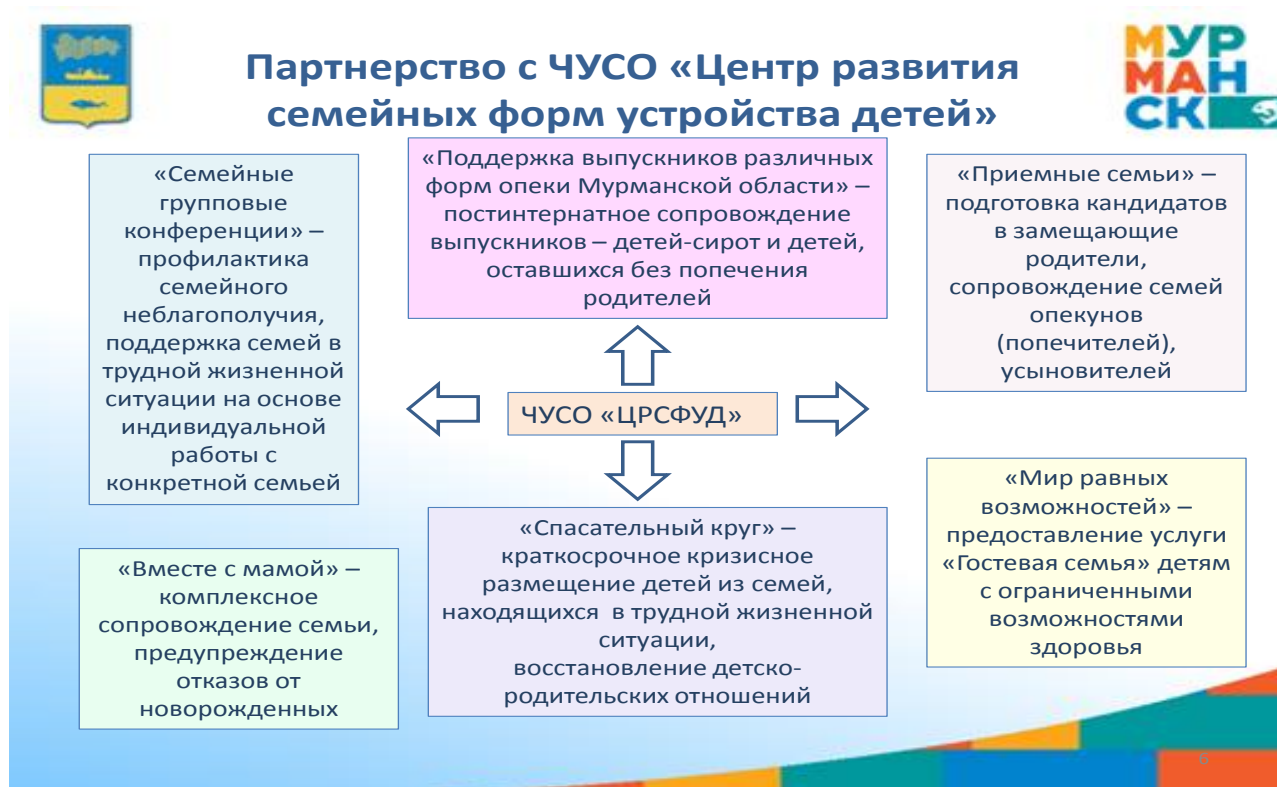 Партнерство с ЧУСО «Центр развития
семейных форм устройства детей»
МУР
МАН
СК
«Семейные
групповые
конференции» –
профилактика
семейного
неблагополучия,
поддержка семей в
трудной жизненной
ситуации на основе
индивидуальной
работы с
конкретной семьей
«Поддержка выпускников различных
форм опеки Мурманской области» –
постинтернатное сопровождение
выпускников – детей-сирот и детей,
оставшихся без попечения
родителей
«Приемные семьи» –
подготовка кандидатов
в замещающие
родители,
сопровождение семей
опекунов
(попечителей),
усыновителей
ЧУСО «ЦРСФУД»
«Вместе с мамой» –
комплексное
сопровождение семьи,
предупреждение
отказов от
новорожденных
«Спасательный круг» –
краткосрочное кризисное
размещение детей из семей,
находящихся в трудной жизненной
ситуации,
восстановление детско-
родительских отношений
«Мир равных
возможностей» –
предоставление услуги
«Гостевая семья» детям
с ограниченными
возможностями
здоровья